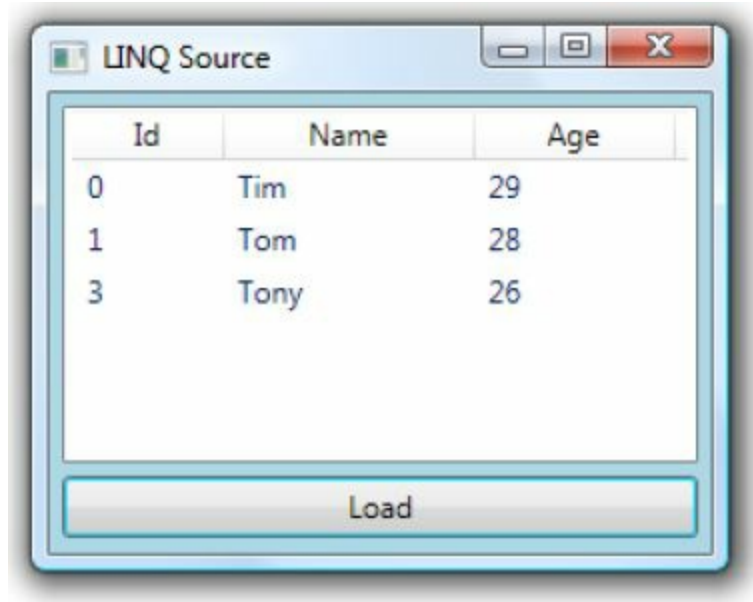 LINQ Source
Id Name Age
0 Tim 29
1 Tom 28
3 Tony 26
Load